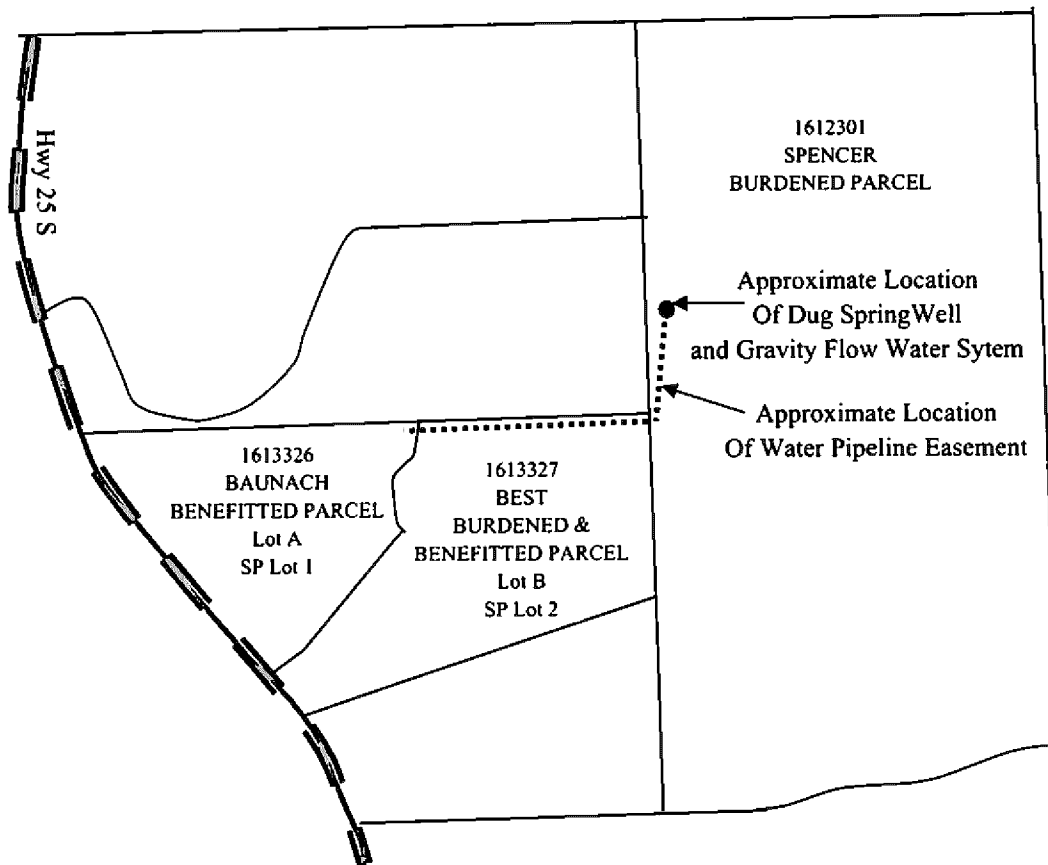 Hwy 25 S
1612301
SPENCER
BURDENED PARCEL
Approximate Location
Of Dug SpringWell
and Gravity Flow Water Sytem
Approximate Location
Of Water Pipeline Easement
1613326
BAUNACH
BENEFITTED PARCEL
Lot A
SP Lot 1
1613327
BEST
BURDENED &
BENEFITTED PARCEL
Lot B
SP Lot 2